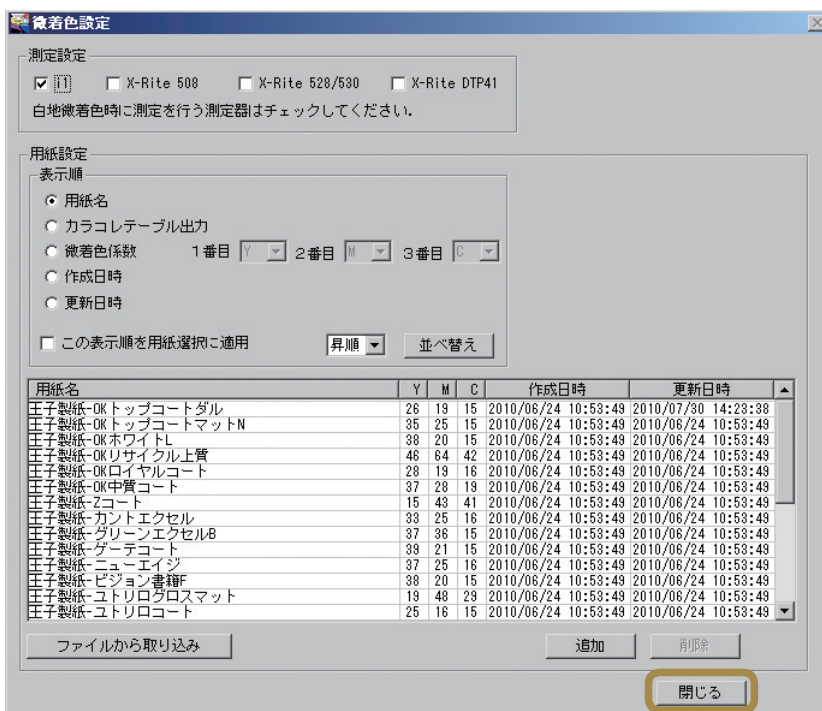 微着色設定
測定設定
i1 X-Rite 508 X-Rite 528/530 X-Rite DTP41
白地微着色時に測定を行う測定器はチェックしてください.
用紙設定
表示順
用紙名
カラコレテーブル出力
微着色係数 1番目 Y 2番目 M 3番目 C
作成日時
更新日時
この表示順を用紙選択に適用 昇順 並べ替え
用紙名 Y M C 作成日時 更新日時
王子製紙-OKトップコートダル 26 19 15 2010/06/24 10:53:49 2010/07/30 14:23:38
王子製紙-OKトップコートマットN 35 25 15 2010/06/24 10:53:49 2010/06/24 10:53:49
王子製紙-OKホワイトL 38 20 15 2010/06/24 10:53:49 2010/06/24 10:53:49
王子製紙-OKリサイクル上質 46 64 42 2010/06/24 10:53:49 2010/06/24 10:53:49
王子製紙-OKロイヤルコート 28 19 16 2010/06/24 10:53:49 2010/06/24 10:53:49
王子製紙-OK中質コート 37 28 19 2010/06/24 10:53:49 2010/06/24 10:53:49
王子製紙-Zコート 15 43 41 2010/06/24 10:53:49 2010/06/24 10:53:49
王子製紙-カントエクセル 33 25 16 2010/06/24 10:53:49 2010/06/24 10:53:49
王子製紙-グリーンエクセルB 37 36 15 2010/06/24 10:53:49 2010/06/24 10:53:49
王子製紙-ゲーテコート 39 21 15 2010/06/24 10:53:49 2010/06/24 10:53:49
王子製紙-ニューエイジ 37 25 16 2010/06/24 10:53:49 2010/06/24 10:53:49
王子製紙-ビジョン書籍F 38 20 15 2010/06/24 10:53:49 2010/06/24 10:53:49
王子製紙-ユトリログロスマット 19 48 29 2010/06/24 10:53:49 2010/06/24 10:53:49
王子製紙-ユトリロコート 25 16 15 2010/06/24 10:53:49 2010/06/24 10:53:49
ファイルから取り込み 追加 削除
閉じる